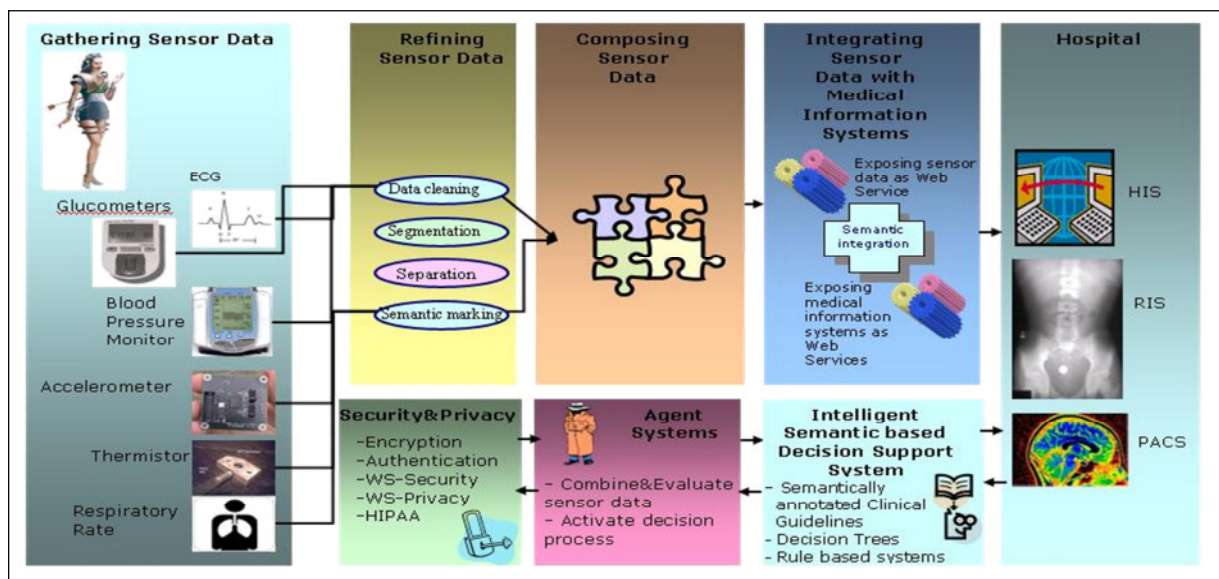 Gathering Sensor Data
ECG
Glucometers
Blood
Pressure
Monitor
Accelerometer
Thermistor
Respiratory
Rate
Refining
Sensor Data
Data cleaning
Segmentation
Separation
Semantic marking
Composing
Sensor
Data
Integrating
Sensor
Data with
Medical
Information
Systems
Exposing sensor
data as Web
Service
Semantic
integration
Exposing
medical
information
systems as
Web
Services
Hospital
HIS
RIS
PACS
Security&Privacy
-Encryption
-Authentication
-WS-Security
-WS-Privacy
-HIPAA
Agent
Systems
- Combine&Evaluate
sensor data
- Activate decision
process
Intelligent
Semantic based
Decision Support
System
- Semantically
annotated Clinical
Guidelines
- Decision Trees
- Rule based systems